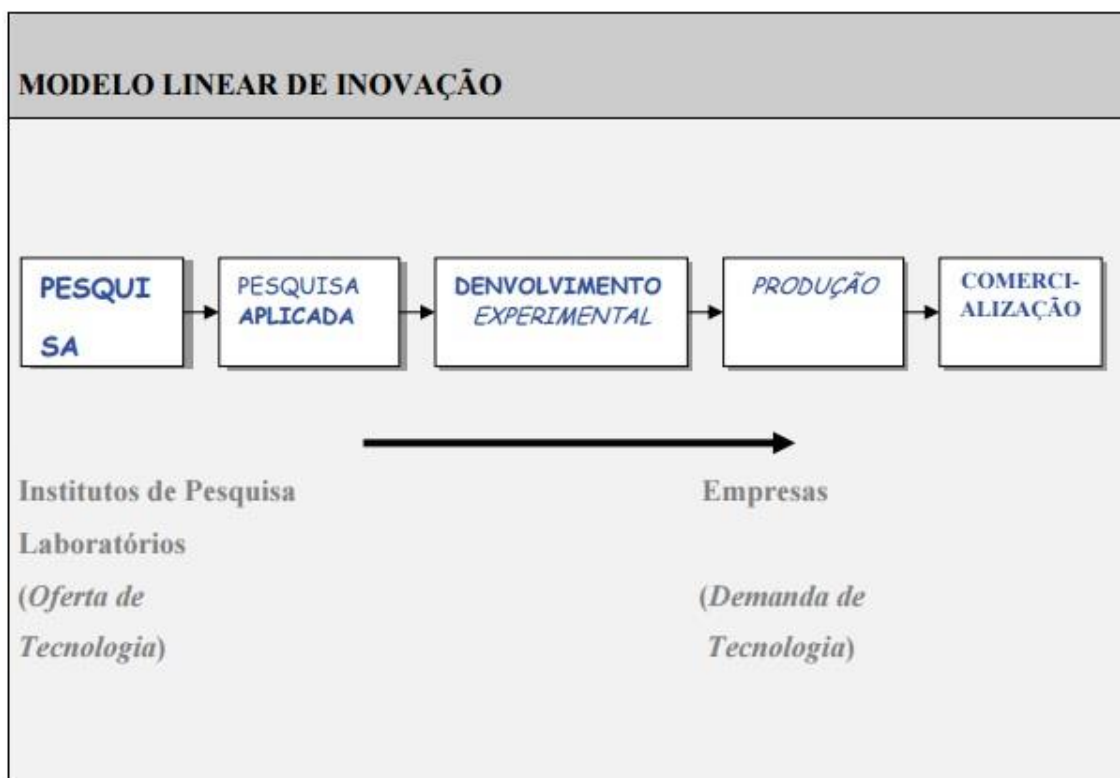 MODELO LINEAR DE INOVAÇÃO
PESQUI
SA
PESQUISA
APLICADA
DENVOLVIMENTO
EXPERIMENTAL
PRODUÇÃO
COMERCI-
ALIZAÇÃO
Institutos de Pesquisa
Laboratórios
(Oferta de
Tecnologia)
Empresas
(Demanda de
Tecnologia)